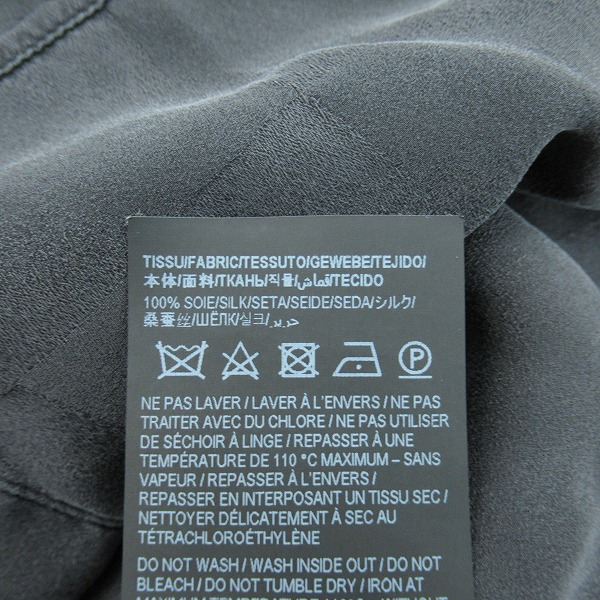 TISSU/FABRIC/TESSUTO/GEWEBE/TEJIDO/
本体/面料/ТКАНЬ/직물/قماش/TECIDO
100% SOIE/SILK/SETA/SEIDE/SEDA/シルク/
桑蚕丝/ШЁЛК/실크/حرير
P
NE PAS LAVER / LAVER À L'ENVERS / NE PAS
TRAITER AVEC DU CHLORE / NE PAS UTILISER
DE SÉCHOIR À LINGE / REPASSER À UNE
TEMPÉRATURE DE 110 °C MAXIMUM – SANS
VAPEUR / REPASSER À L'ENVERS /
REPASSER EN INTERPOSANT UN TISSU SEC /
NETTOYER DÉLICATEMENT À SEC AU
TÉTRACHLOROÉTHYLÈNE
DO NOT WASH / WASH INSIDE OUT / DO NOT
BLEACH / DO NOT TUMBLE DRY / IRON AT
A MAXIMUM TEMPERATURE